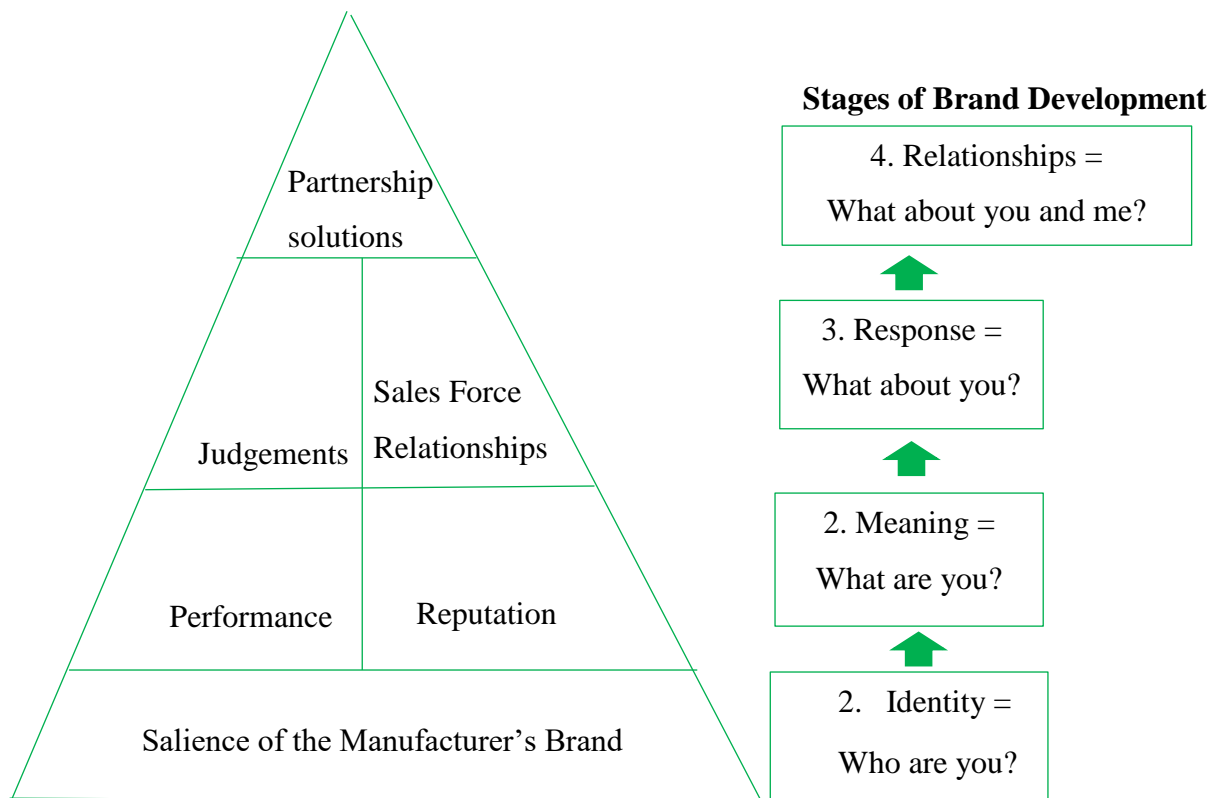 Partnership
solutions
Judgements
Sales Force
Relationships
Performance
Reputation
Salience of the Manufacturer’s Brand
Stages of Brand Development
4. Relationships =
What about you and me?
3. Response =
What about you?
2. Meaning =
What are you?
2. Identity =
Who are you?